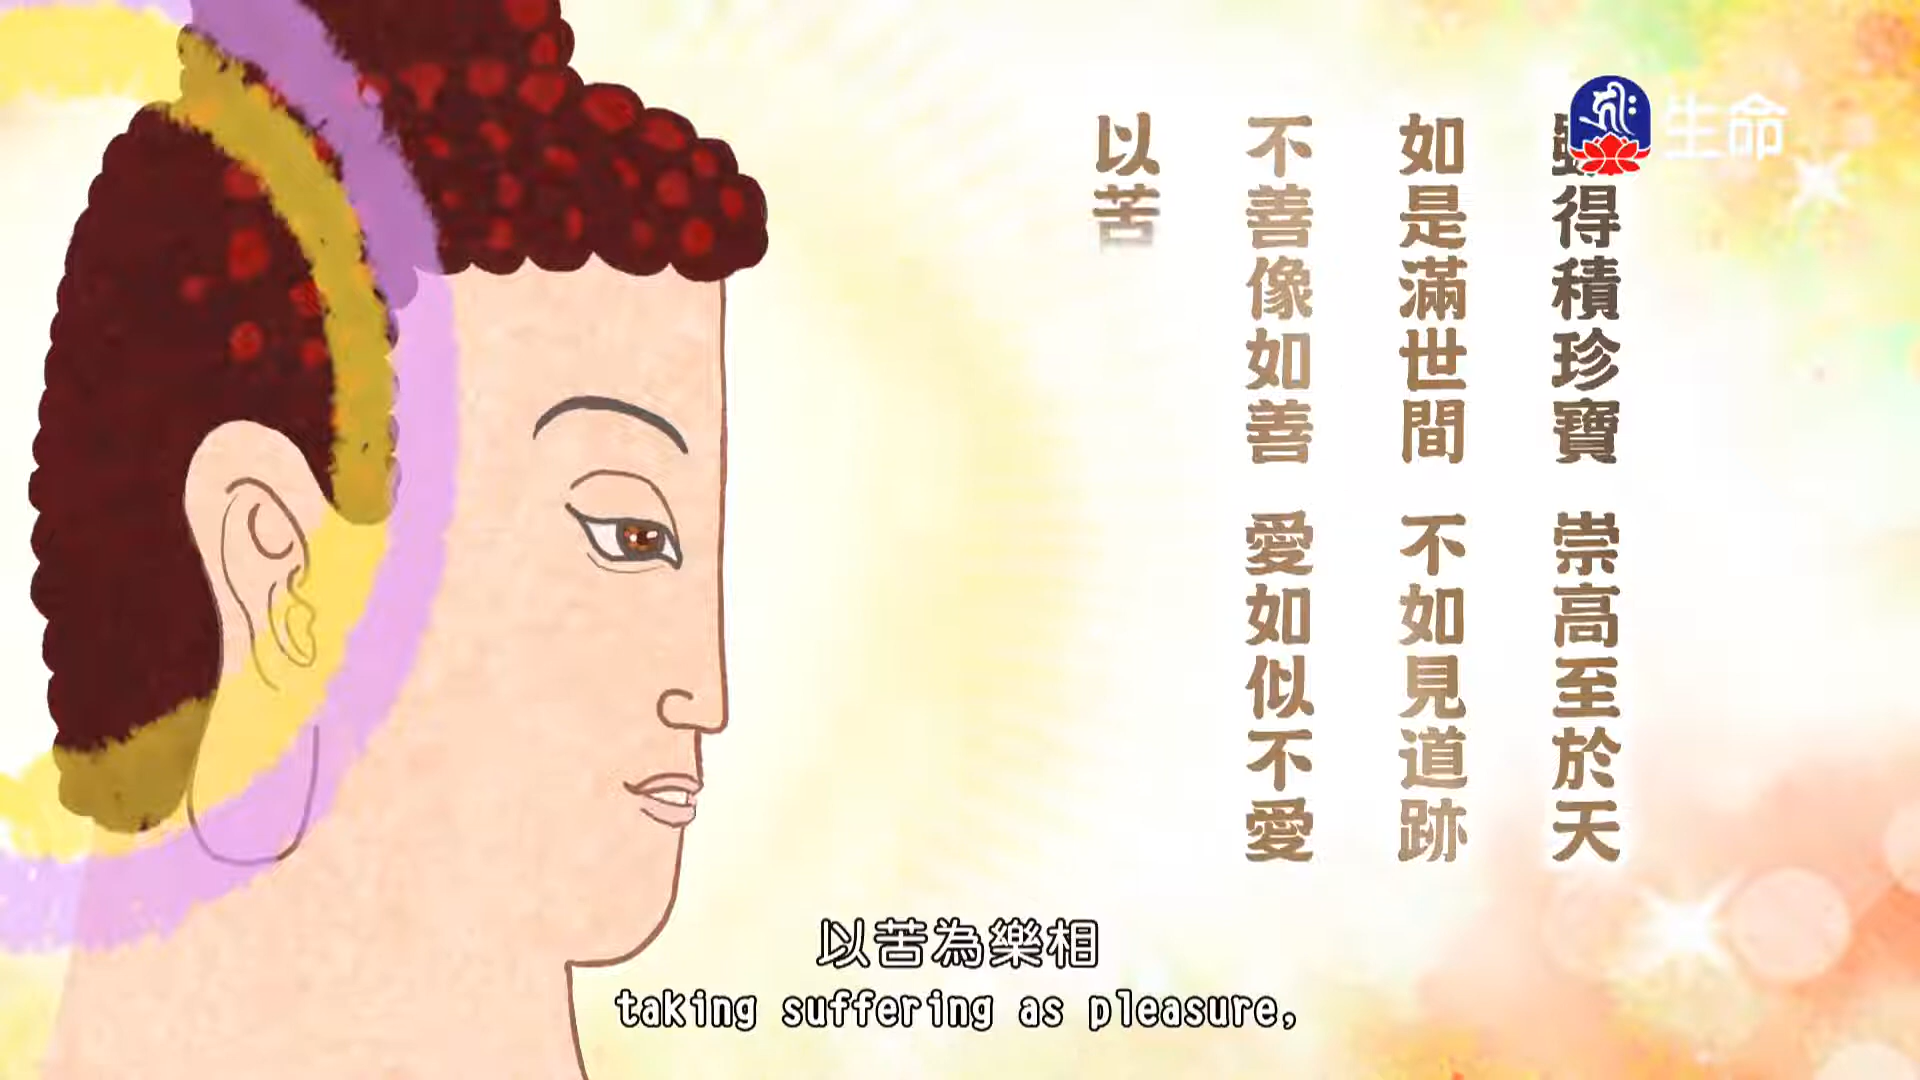 得積珍寶 崇高至於天
如是滿世間 不如見道跡
不善像如善 愛如似不愛
以苦
生命
以苦為樂相
taking suffering as pleasure,